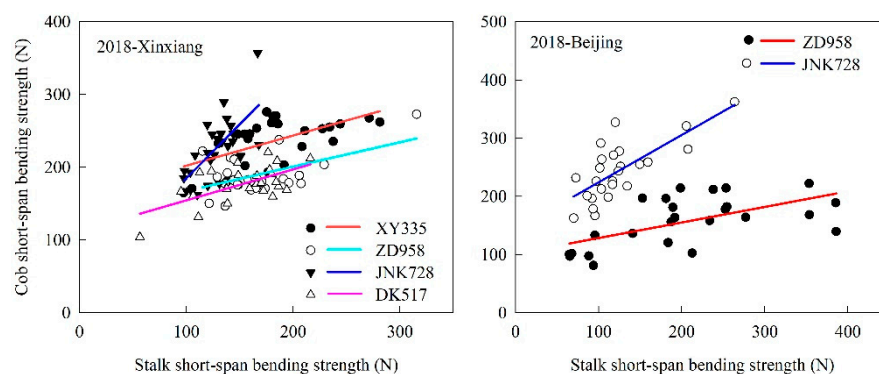 2018-Xinxiang
Cob short-span bending strength (N)
400
300
200
100
0
XY335
ZD958
JNK728
DK517
0
100
200
300
Stalk short-span bending strength (N)
2018-Beijing
ZD958
JNK728
500
400
300
200
100
0
0
100
200
300
400
Stalk short-span bending strength (N)